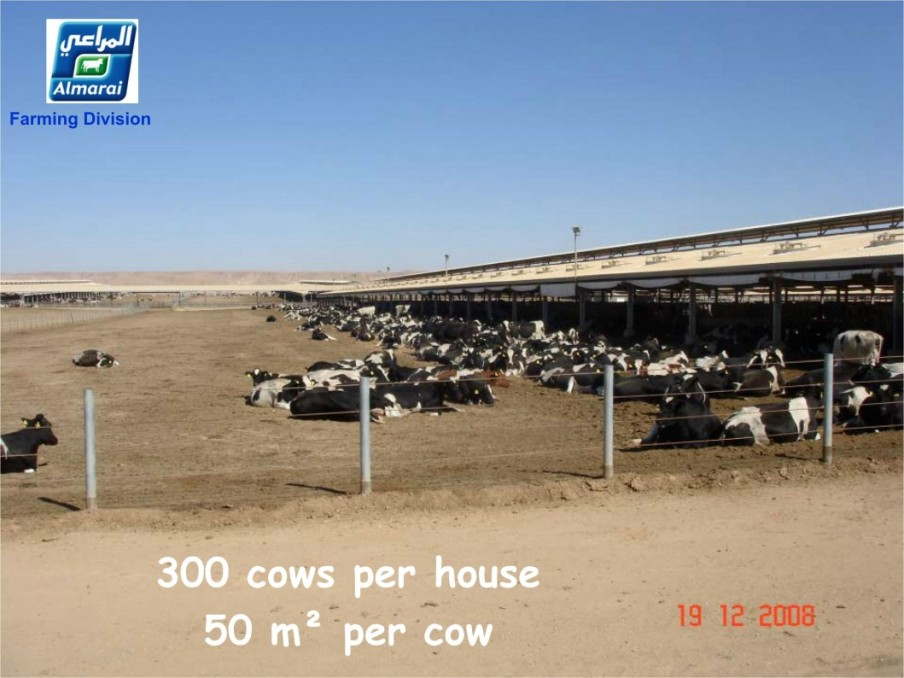 المراعي
Almarai
Farming Division
300 cows per house
50 m² per cow
19 12 2008